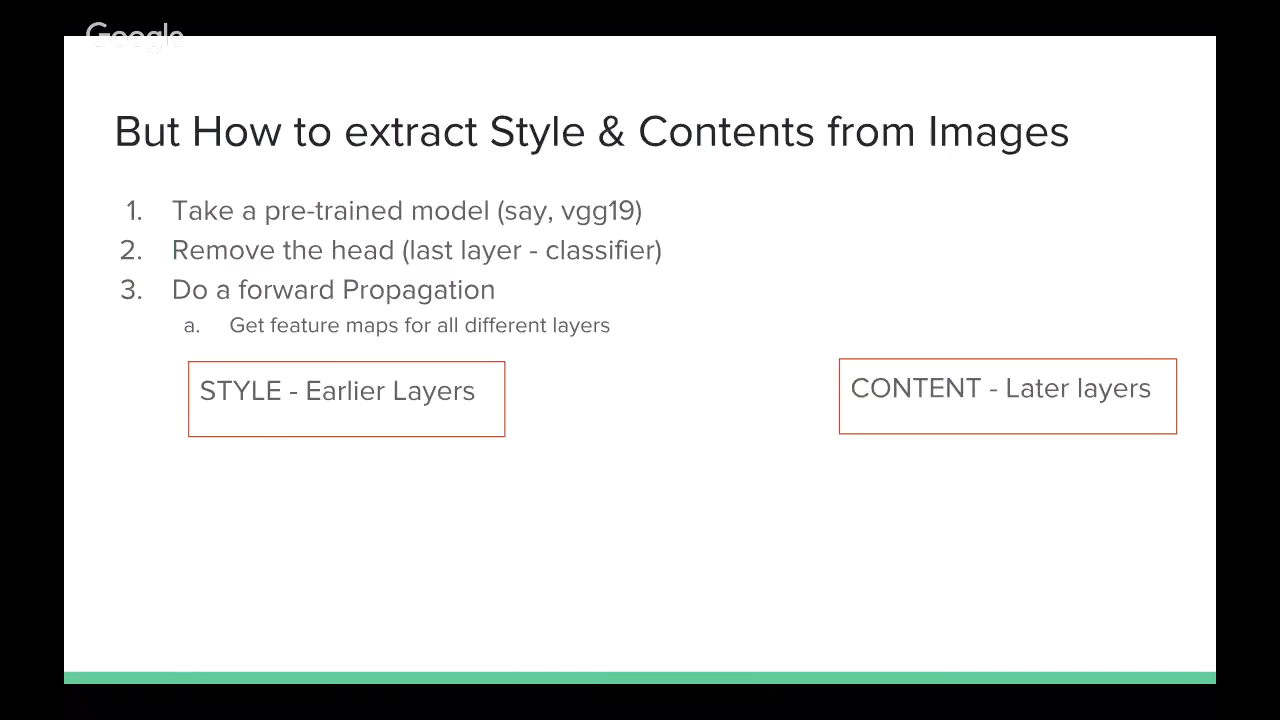 Google
But How to extract Style & Contents from Images
1. Take a pre-trained model (say, vgg19)
2. Remove the head (last layer - classifier)
3. Do a forward Propagation
a. Get feature maps for all different layers
STYLE - Earlier Layers
CONTENT - Later layers